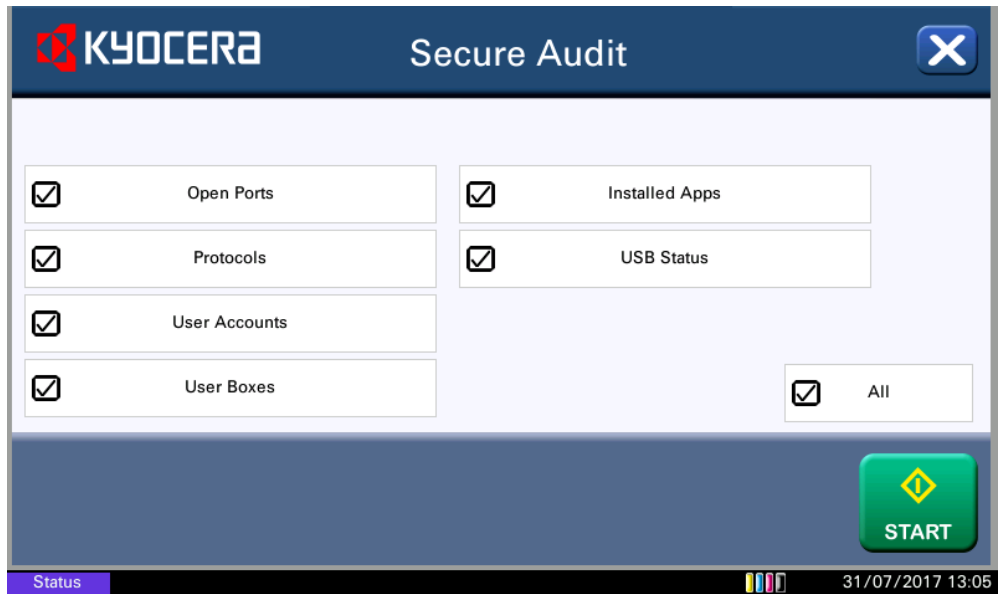 KYOCERA
Secure Audit
Open Ports
Installed Apps
Protocols
USB Status
User Accounts
User Boxes
All
START
Status
31/07/2017 13:05